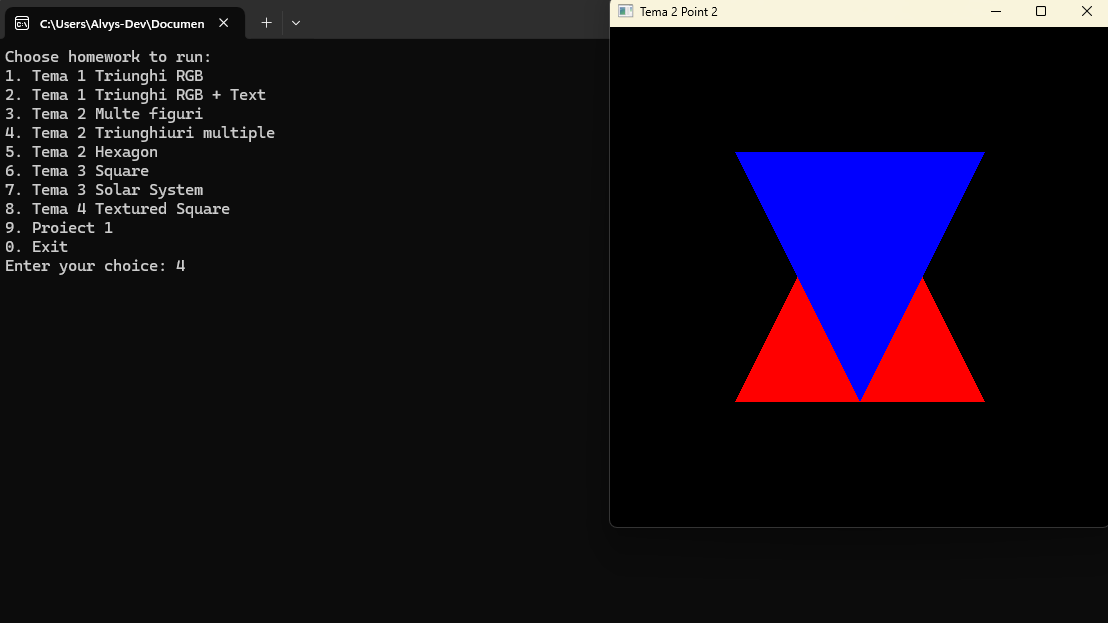 C:\Users\Alvys-Dev\Documen
Tema 2 Point 2
Choose homework to run:
1. Tema 1 Triunghi RGB
2. Tema 1 Triunghi RGB + Text
3. Tema 2 Multe figuri
4. Tema 2 Triunghiuri multiple
5. Tema 2 Hexagon
6. Tema 3 Square
7. Tema 3 Solar System
8. Tema 4 Textured Square
9. Proiect 1
0. Exit
Enter your choice: 4